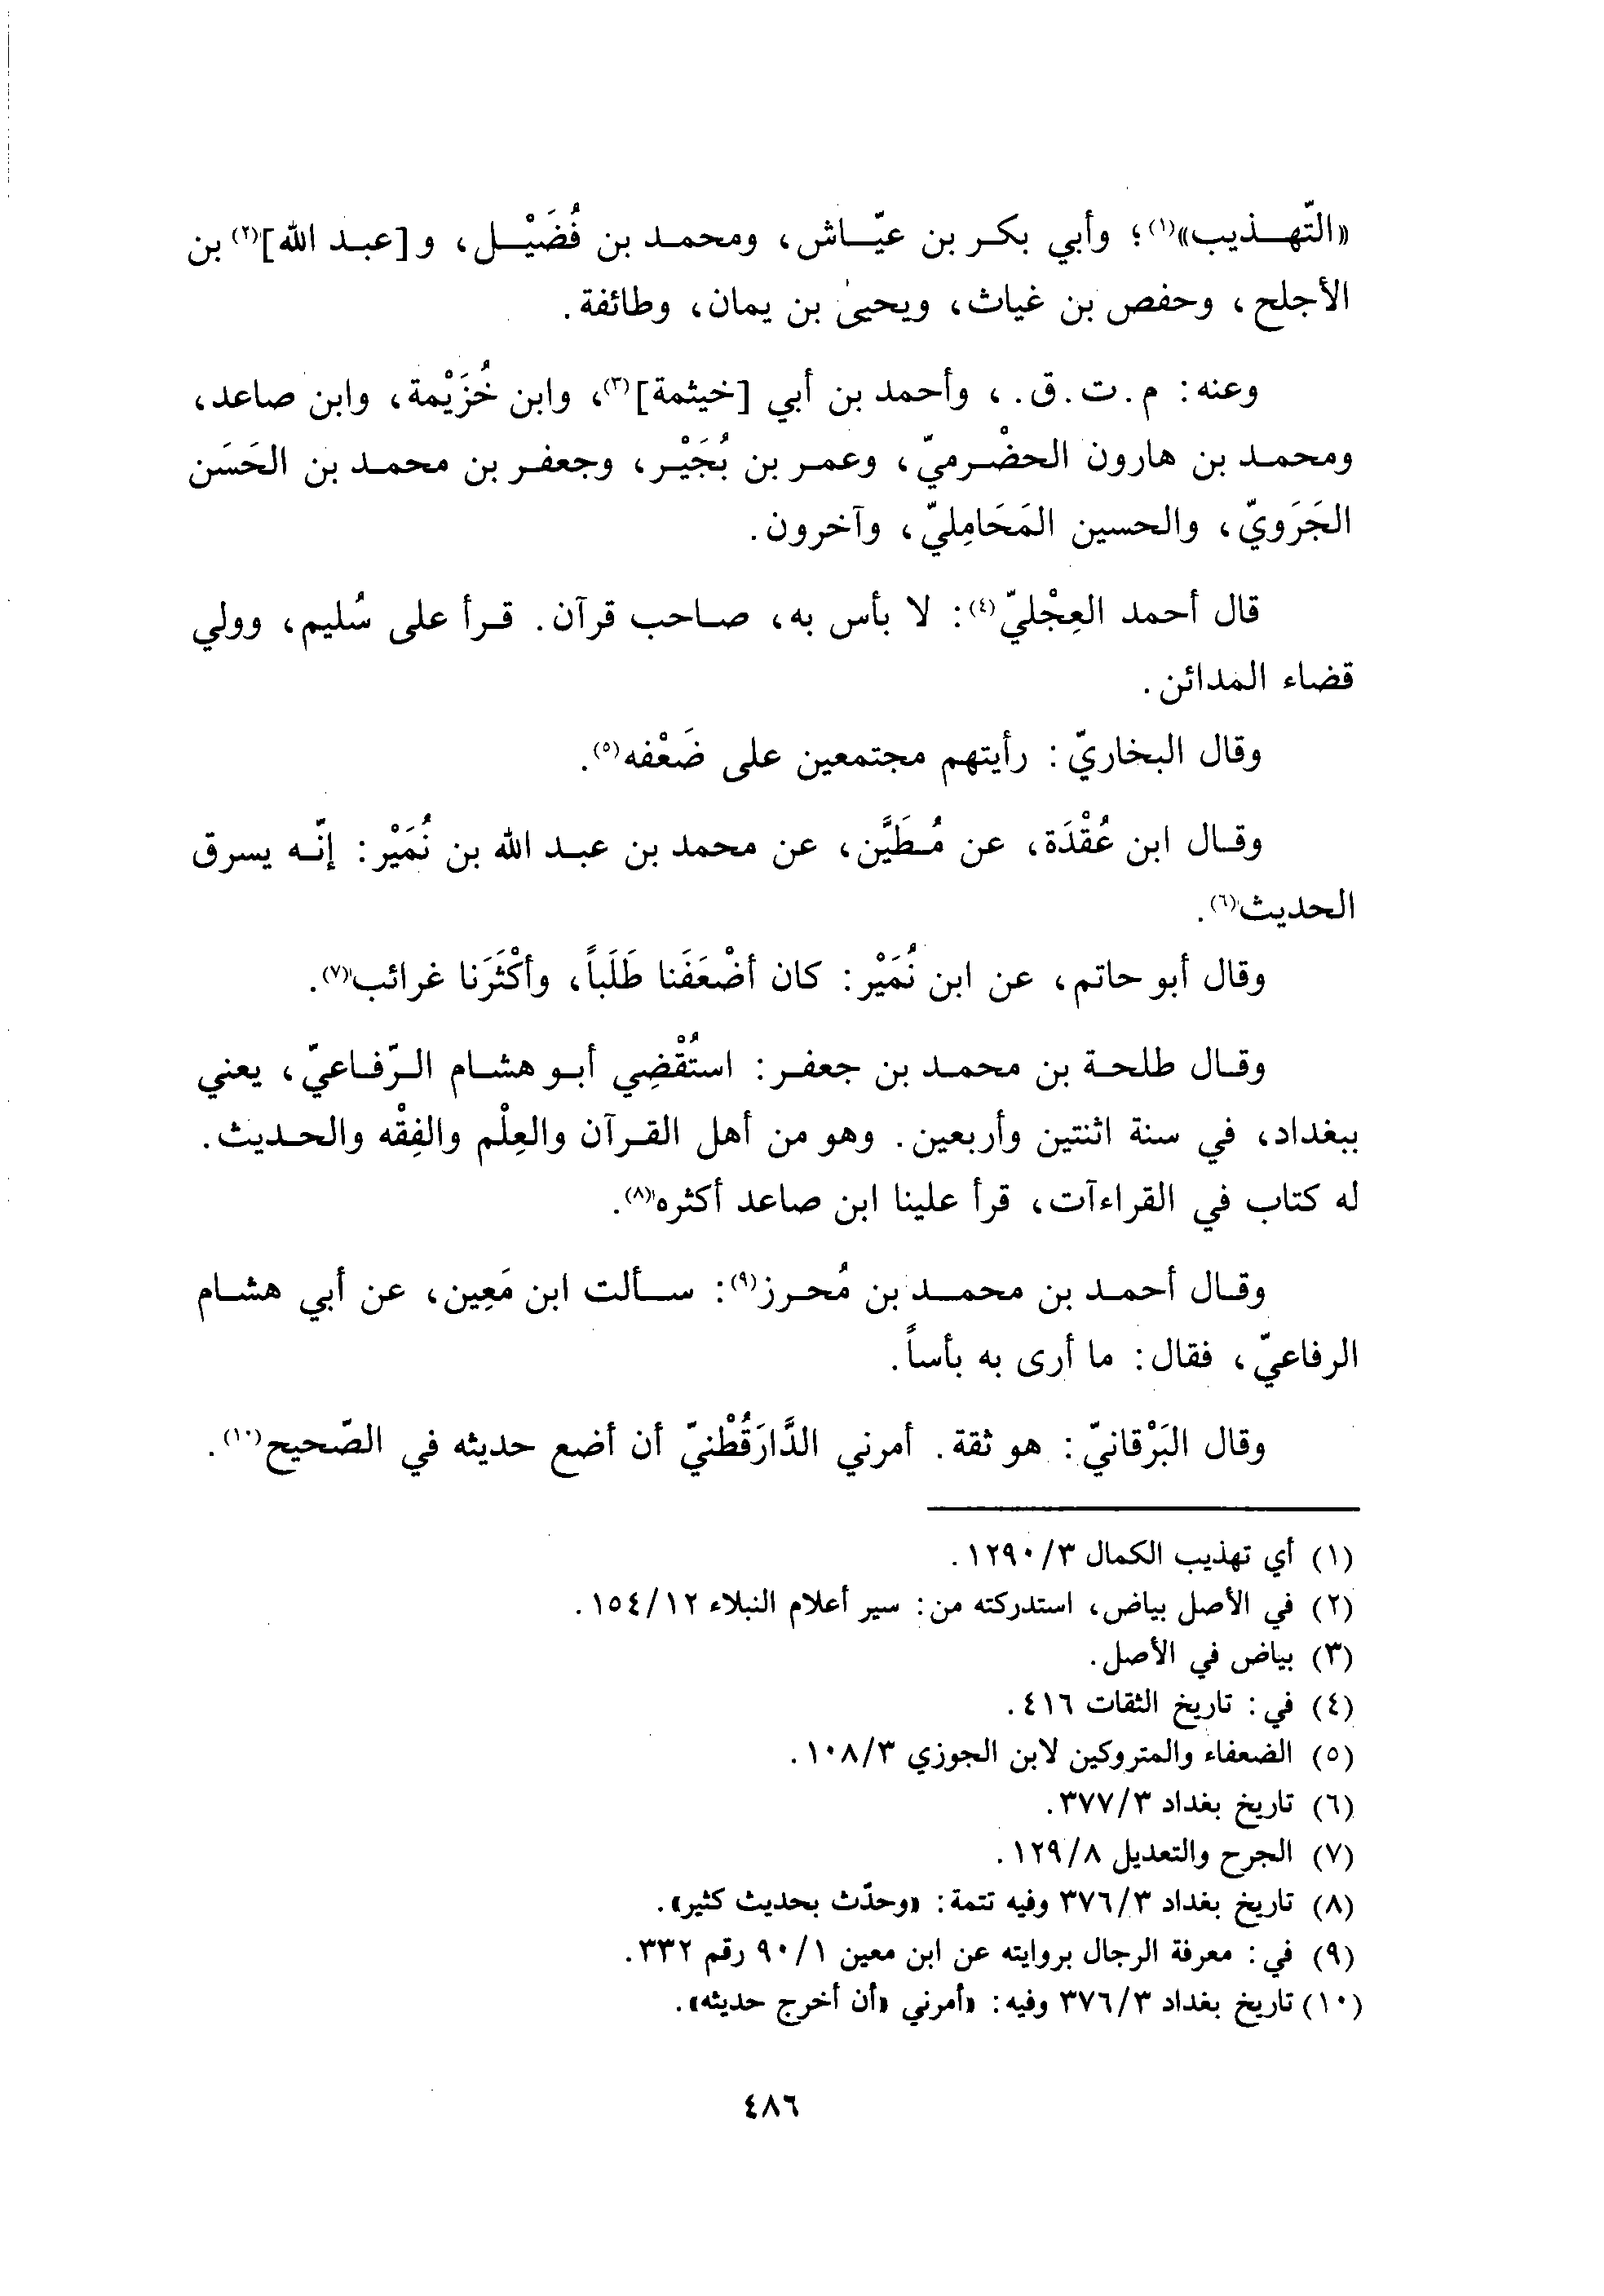 «التّهـذيب»(١)؛ وأبي بكر بن عيّاش، ومحمد بن فُضَيْل، و[عبد الله](٢) بن
الأجلح، وحفص بن غياث، ويحيىٰ بن يمان، وطائفة.
وعنه: م. ت. ق.، وأحمد بن أبي [خيثمة](٣)، وابن خُزَيْمة، وابن صاعد،
ومحمد بن هارون الحضْرميّ، وعمر بن بُجَيْر، وجعفر بن محمد بن الحَسَن
الجَرَويّ، والحسين المَحَامِليّ، وآخرون.
قال أحمد العِجْليّ(٤): لا بأس به، صاحب قرآن. قرأ على سُليم، وولي
قضاء المدائن.
وقال البخاريّ: رأيتهم مجتمعين على ضَعْفه(٥).
وقال ابن عُقْدَة، عن مُطَيَّن، عن محمد بن عبد الله بن نُمَيْر: إنّه يسرق
الحديث(٦).
وقال أبو حاتم، عن ابن نُمَيْر: كان أضْعَفَنا طَلَباً، وأكْثَرَنا غرائب(٧).
وقال طلحة بن محمد بن جعفر: استُقْضِي أبو هشام الرّفاعيّ، يعني
ببغداد، في سنة اثنتين وأربعين. وهو من أهل القرآن والعِلْم والفِقْه والحديث.
له كتاب في القراءآت، قرأ علينا ابن صاعد أكثره(٨).
وقال أحمد بن محمد بن مُحرز(٩): سألت ابن مَعِين، عن أبي هشام
الرفاعيّ، فقال: ما أرى به بأساً.
وقال البَرْقانيّ: هو ثقة. أمرني الدَّارَقُطْنيّ أن أضع حديثه في الصّحيح(١٠).
(١) أي تهذيب الكمال ١٢٩٠/٣.
(٢) في الأصل بياض، استدركته من: سير أعلام النبلاء ١٥٤/١٢.
(٣) بياض في الأصل.
(٤) في: تاريخ الثقات ٤١٦.
(٥) الضعفاء والمتروكين لابن الجوزي ١٠٨/٣.
(٦) تاريخ بغداد ٣٧٧/٣.
(٧) الجرح والتعديل ١٢٩/٨.
(٨) تاريخ بغداد ٣٧٦/٣ وفيه تتمة: «وحدّث بحديث كثير».
(٩) في: معرفة الرجال بروايته عن ابن معين ٩٠/١ رقم ٣٣٢.
(١٠) تاريخ بغداد ٣٧٦/٣ وفيه: «أمرني «أن أخرج حديثه».
٤٨٦